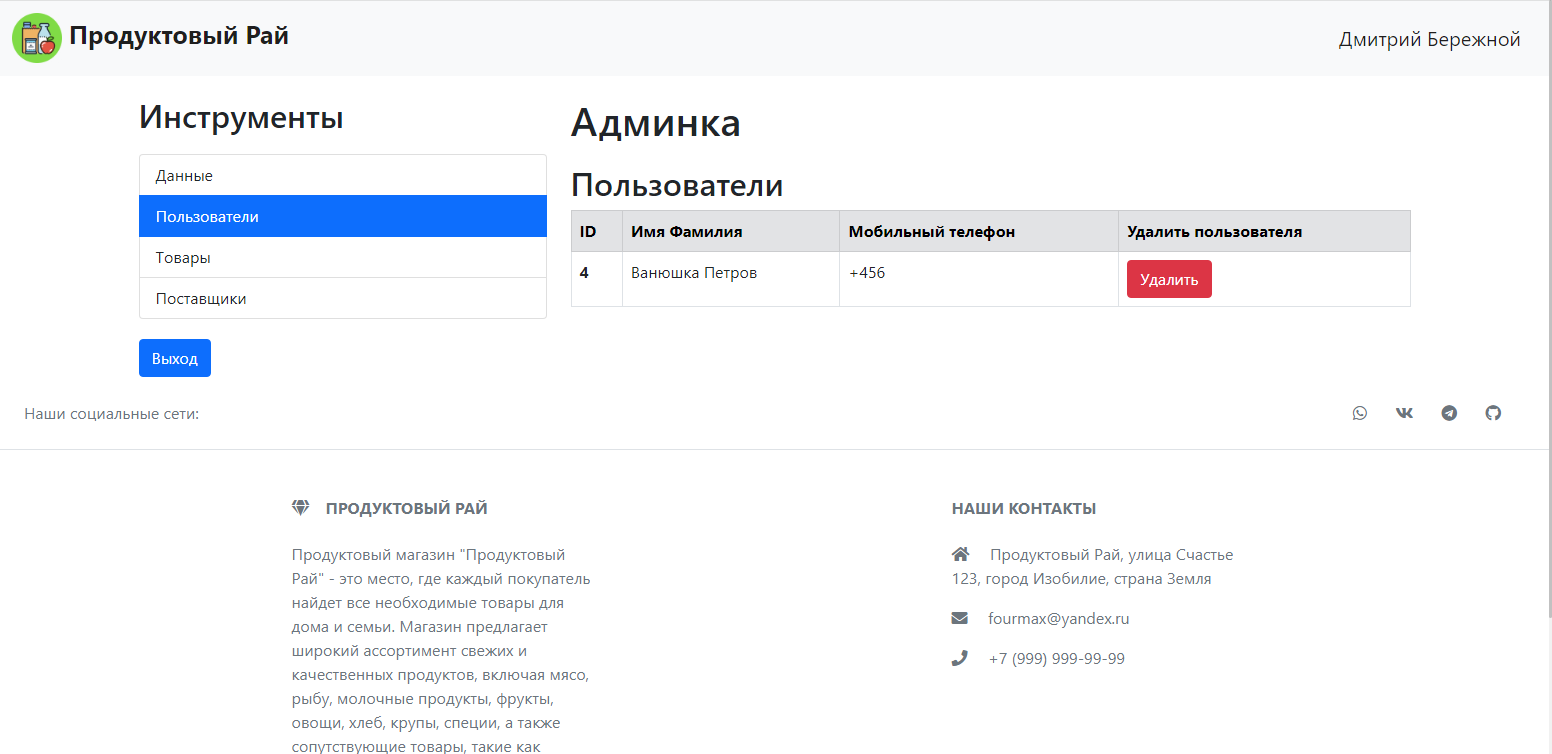 Продуктовый Рай
Дмитрий Бережной
Инструменты
Данные
Пользователи
Товары
Поставщики
Выход
Админка
Пользователи
ID Имя Фамилия Мобильный телефон Удалить пользователя
4 Ванюшка Петров +456 Удалить
Наши социальные сети:
ПРОДУКТОВЫЙ РАЙ
Продуктовый магазин "Продуктовый
Рай" - это место, где каждый покупатель
найдет все необходимые товары для
дома и семьи. Магазин предлагает
широкий ассортимент свежих и
качественных продуктов, включая мясо,
рыбу, молочные продукты, фрукты,
овощи, хлеб, крупы, специи, а также
сопутствующие товары, такие как
НАШИ КОНТАКТЫ
Продуктовый Рай, улица Счастье
123, город Изобилие, страна Земля
fourmax@yandex.ru
+7 (999) 999-99-99